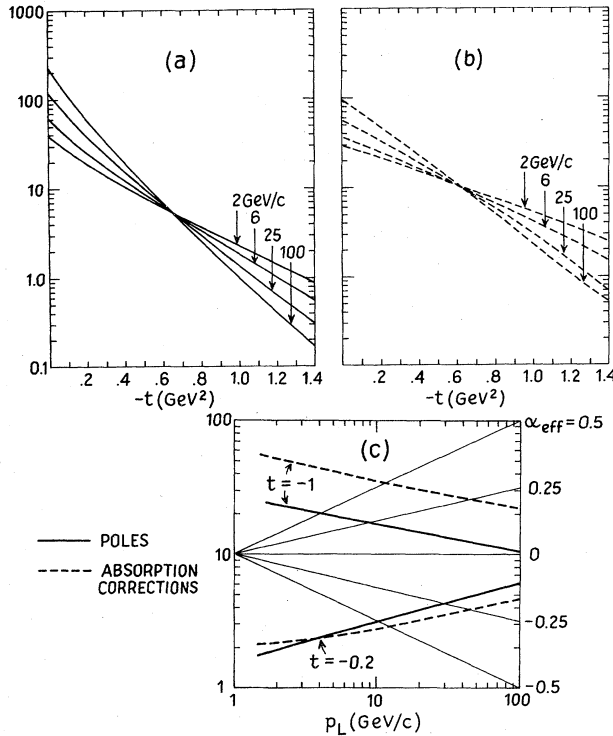 1000
100
10
1.0
0.1
(a)
2GeV/c
6
25
100
.2 .4 .6 .8 1.0 1.2 1.4
-t(GeV²)
(b)
2GeV/c
6
25
100
.2 .4 .6 .8 1.0 1.2 1.4
-t(GeV²)
100
10
1
(c)
t=-1
t=-0.2
αeff=0.5
0.25
0
-0.25
-0.5
1 10 100
pL(GeV/c)
POLES
ABSORPTION
CORRECTIONS